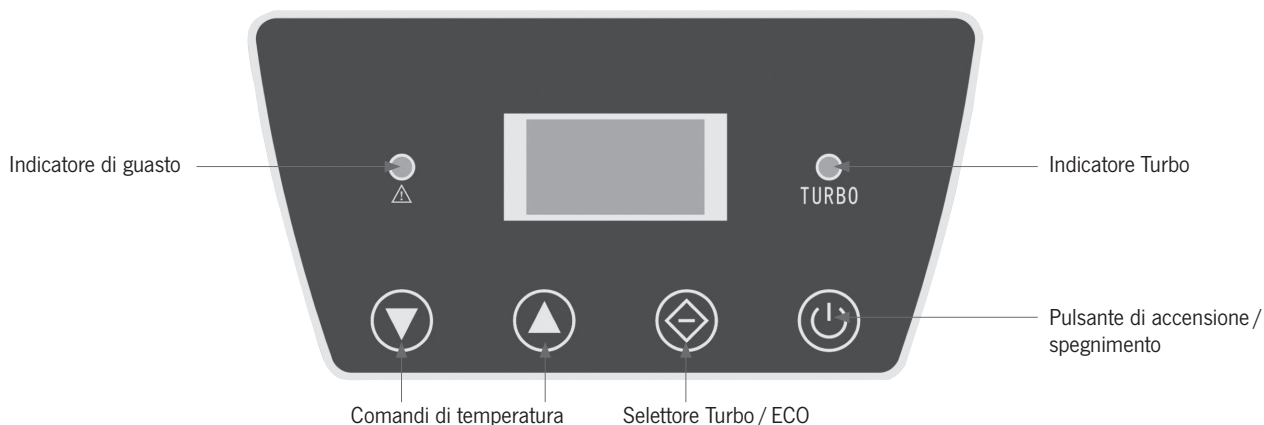 Indicatore di guasto
TURBO
Indicatore Turbo
Pulsante di accensione / 
spegnimento
Comandi di temperatura
Selettore Turbo / ECO